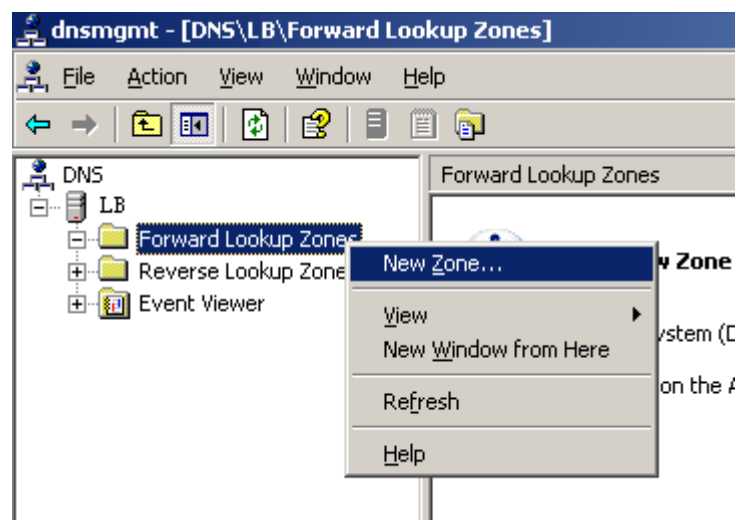 dnsmgmt - [DNS\LB\Forward Lookup Zones]
File Action View Window Help
DNS
Forward Lookup Zones
LB
Forward Lookup Zones
Reverse Lookup Zone
Event Viewer
New Zone...
View
New Window from Here
Refresh
Help
Zone
(D
on the A